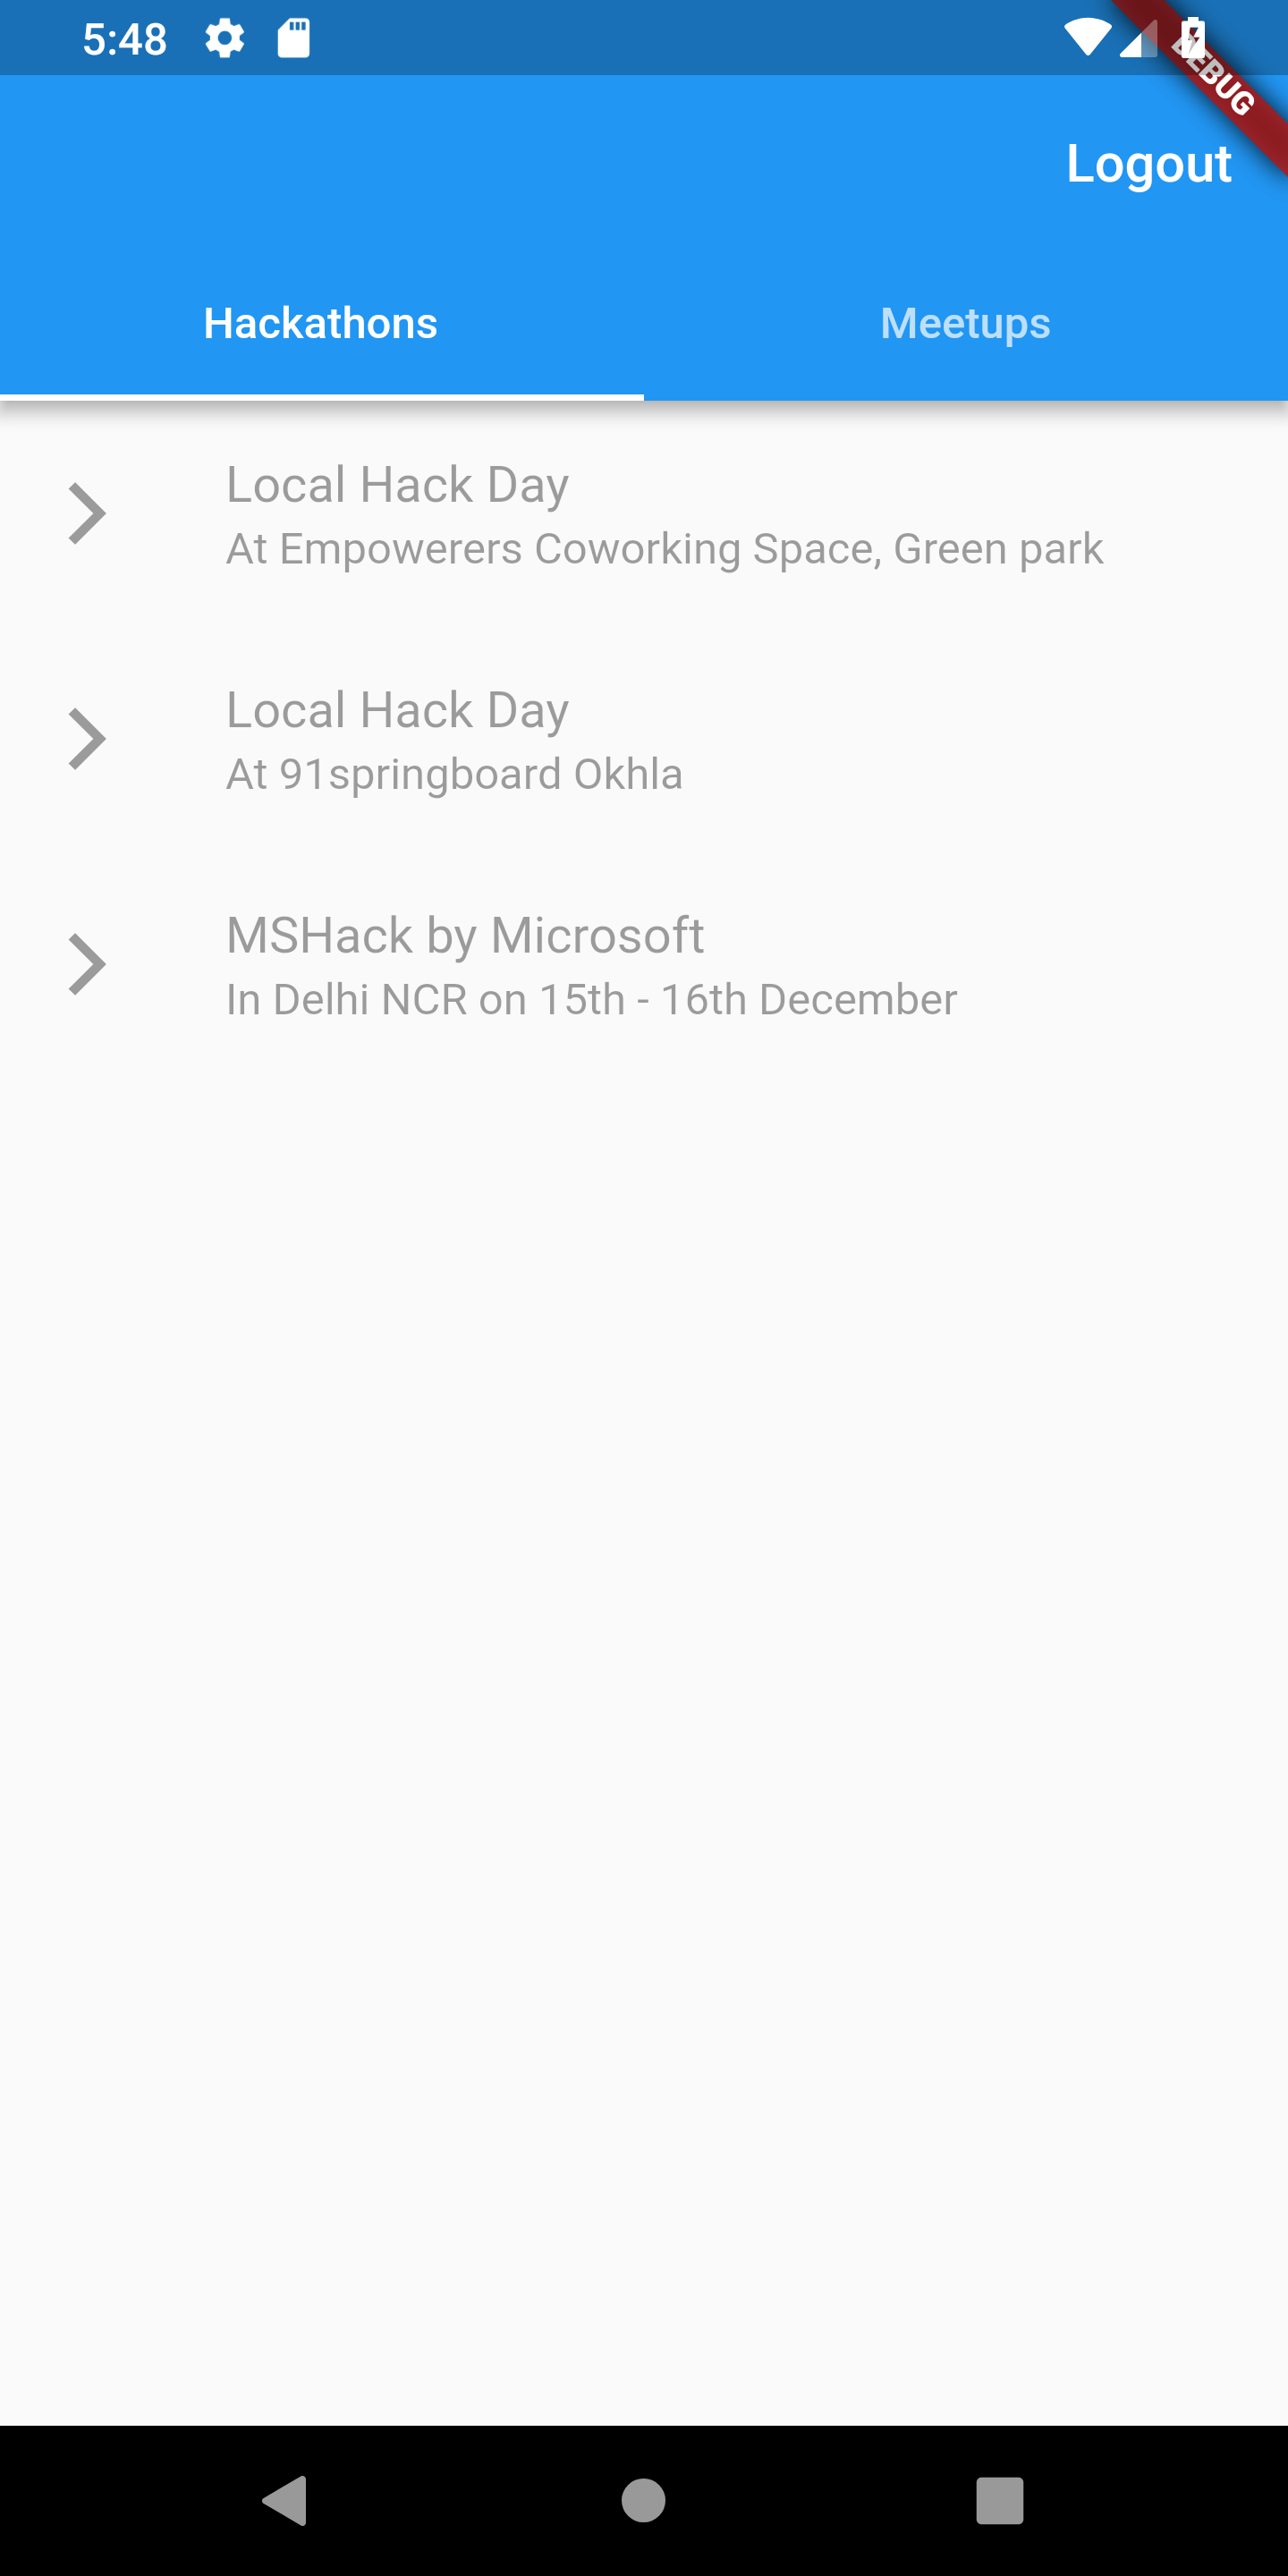 5:48
DEBUG
Logout
Hackathons
Meetups
Local Hack Day
At Empowerers Coworking Space, Green park
Local Hack Day
At 91springboard Okhla
MSHack by Microsoft
In Delhi NCR on 15th - 16th December